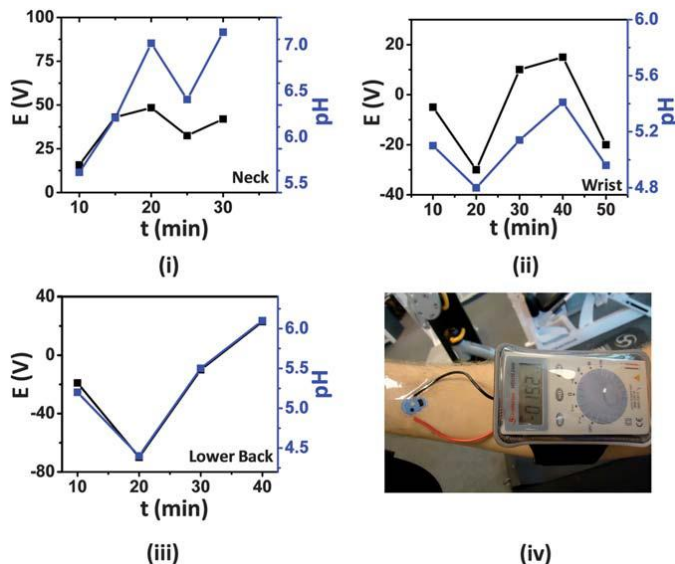 100
75
50
25
0
E (V)
7.0
6.5
6.0
5.5
pH
10
20
30
Neck
t (min)
(i)
20
0
-20
-40
E (V)
6.0
5.6
5.2
4.8
pH
10
20
30
40
50
Wrist
t (min)
(ii)
40
0
-40
-80
E (V)
6.0
5.5
5.0
4.5
pH
10
20
30
40
Lower Back
t (min)
(iii)
-0152
(iv)